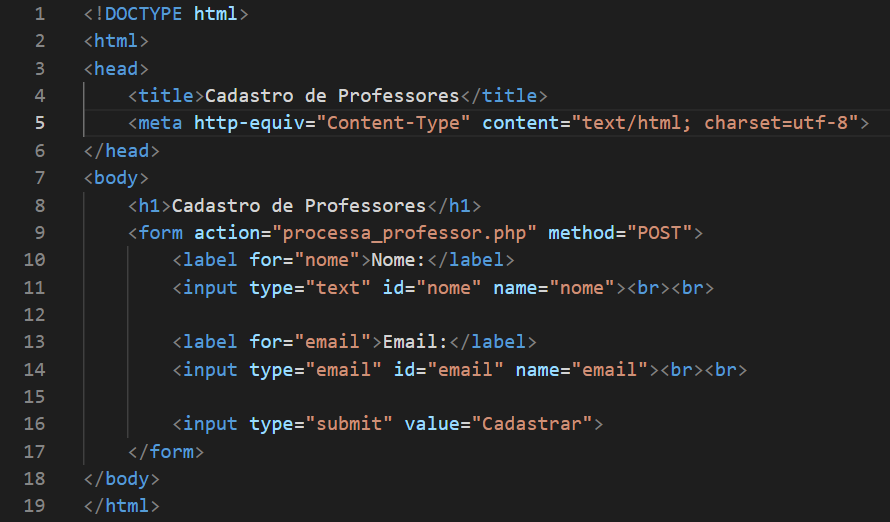 1 <!DOCTYPE html>
2 <html>
3 <head>
4     <title>Cadastro de Professores</title>
5     <meta http-equiv="Content-Type" content="text/html; charset=utf-8">
6 </head>
7 <body>
8     <h1>Cadastro de Professores</h1>
9     <form action="processa_professor.php" method="POST">
10         <label for="nome">Nome:</label>
11         <input type="text" id="nome" name="nome"><br><br>
12
13         <label for="email">Email:</label>
14         <input type="email" id="email" name="email"><br><br>
15
16         <input type="submit" value="Cadastrar">
17     </form>
18 </body>
19 </html>